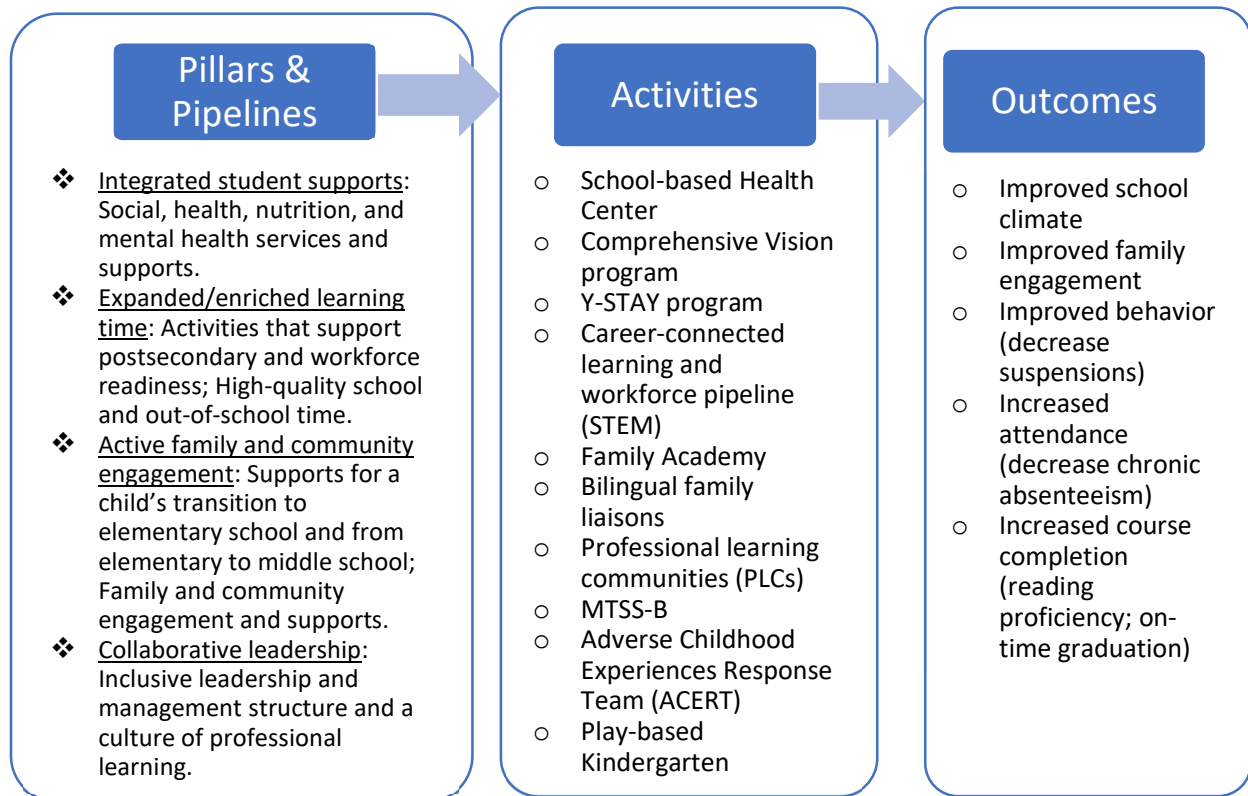 Pillars &
Pipelines
❖ Integrated student supports:
Social, health, nutrition, and
mental health services and
supports.
❖ Expanded/enriched learning
time: Activities that support
postsecondary and workforce
readiness; High-quality school
and out-of-school time.
❖ Active family and community
engagement: Supports for a
child’s transition to
elementary school and from
elementary to middle school;
Family and community
engagement and supports.
❖ Collaborative leadership:
Inclusive leadership and
management structure and a
culture of professional
learning.
Activities
o School-based Health
Center
o Comprehensive Vision
program
o Y-STAY program
o Career-connected
learning and
workforce pipeline
(STEM)
o Family Academy
o Bilingual family
liaisons
o Professional learning
communities (PLCs)
o MTSS-B
o Adverse Childhood
Experiences Response
Team (ACERT)
o Play-based
Kindergarten
Outcomes
o Improved school
climate
o Improved family
engagement
o Improved behavior
(decrease
suspensions)
o Increased
attendance
(decrease chronic
absenteeism)
o Increased course
completion
(reading
proficiency; on-
time graduation)